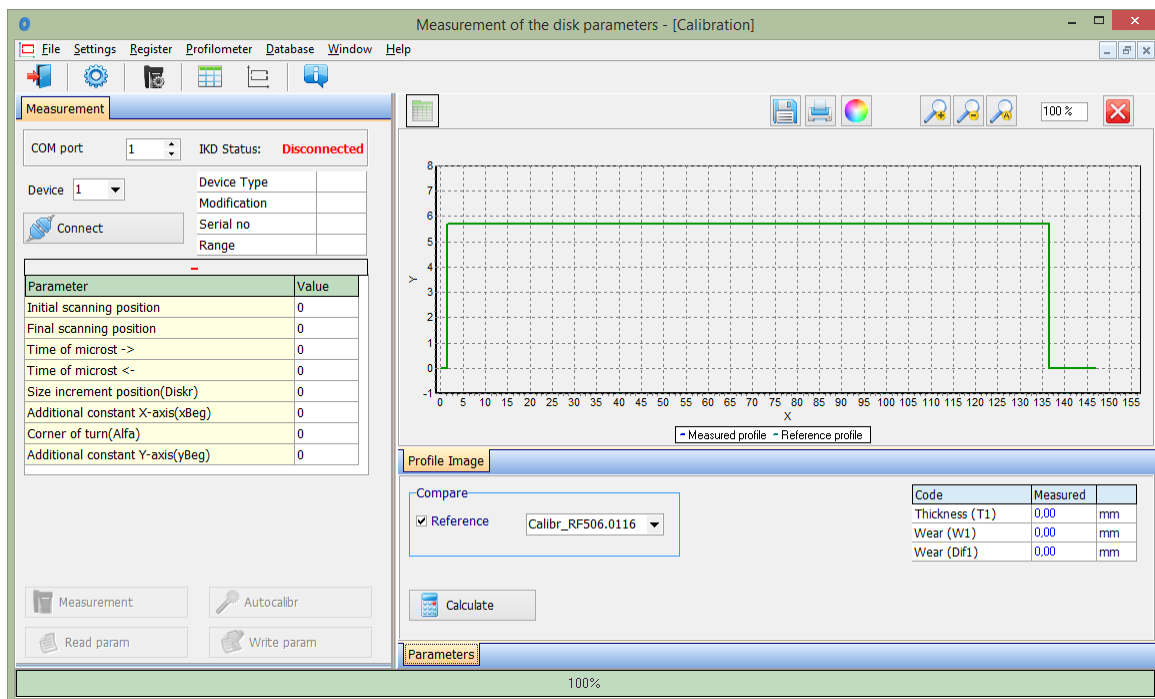 Measurement of the disk parameters - [Calibration]
File Settings Register Profilometer Database Window Help
Measurement
COM port 1 IKD Status: Disconnected
Device 1
Connect
Device Type
Modification
Serial no
Range
-
Parameter Value
Initial scanning position 0
Final scanning position 0
Time of microst -> 0
Time of microst <- 0
Size increment position(Diskr) 0
Additional constant X-axis(xBeg) 0
Corner of turn(Alfa) 0
Additional constant Y-axis(yBeg) 0
Measurement Autocalibr
Read param Write param
100 %
8
7
6
5
4
3
2
1
0
-1
Y
0 5 10 15 20 25 30 35 40 45 50 55 60 65 70 75 80 85 90 95 100 105 110 115 120 125 130 135 140 145 150 155
X
Measured profile Reference profile
Profile Image
Compare
Reference Calibr_RF506.0116
Calculate
Code Measured
Thickness (T1) 0,00 mm
Wear (W1) 0,00 mm
Wear (Dif1) 0,00 mm
Parameters
100%